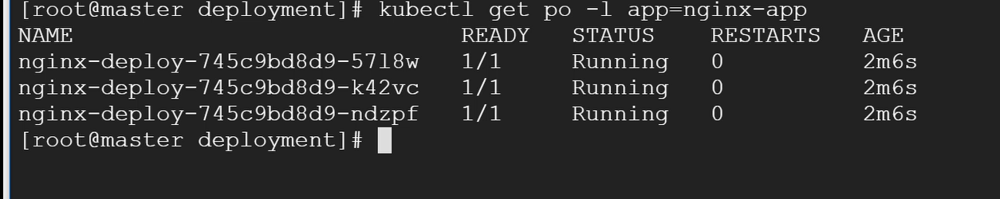 [root@master deployment]# kubectl get po -l app=nginx-app
NAME READY STATUS RESTARTS AGE
nginx-deploy-745c9bd8d9-57l8w 1/1 Running 0 2m6s
nginx-deploy-745c9bd8d9-k42vc 1/1 Running 0 2m6s
nginx-deploy-745c9bd8d9-ndzpf 1/1 Running 0 2m6s
[root@master deployment]#